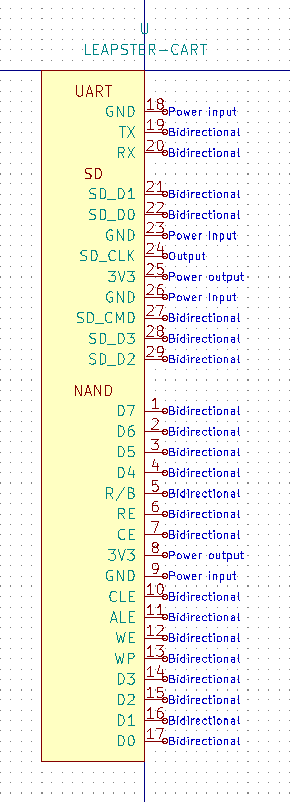 U
LEAPSTER-CART
UART
GND 18 Power input
TX 19 Bidirectional
RX 20 Bidirectional
SD
SD_D1 21 Bidirectional
SD_D0 22 Bidirectional
GND 23 Power input
SD_CLK 24 Output
3V3 25 Power output
GND 26 Power input
SD_CMD 27 Bidirectional
SD_D3 28 Bidirectional
SD_D2 29 Bidirectional
NAND
D7 1 Bidirectional
D6 2 Bidirectional
D5 3 Bidirectional
D4 4 Bidirectional
R/B 5 Bidirectional
RE 6 Bidirectional
CE 7 Bidirectional
3V3 8 Power output
GND 9 Power input
CLE 10 Bidirectional
ALE 11 Bidirectional
WE 12 Bidirectional
WP 13 Bidirectional
D3 14 Bidirectional
D2 15 Bidirectional
D1 16 Bidirectional
D0 17 Bidirectional